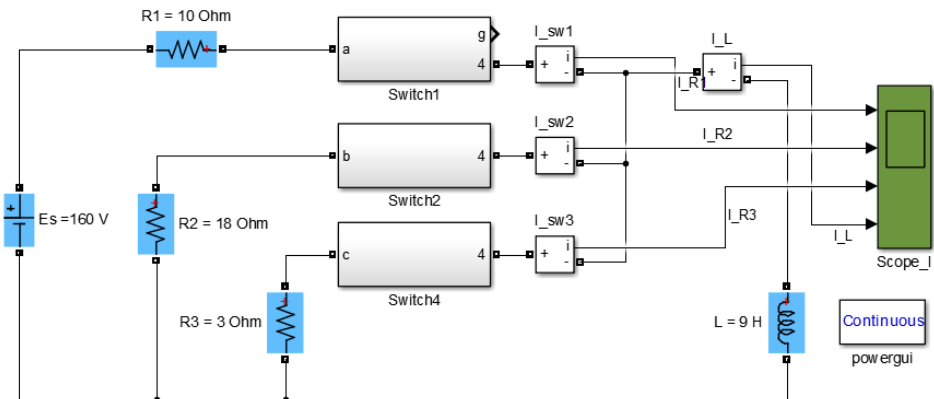 R1 = 10 Ohm
I_sw1
I_L
a
g
4
+
i
-
+
i
-
Switch1
I_R1
I_sw2
I_R2
b
4
+
i
-
Switch2
+
Es =160 V
R2 = 18 Ohm
I_sw3
I_R3
I_L
c
4
+
i
-
Scope_I
Switch4
R3 = 3 Ohm
L = 9 H
Continuous
powergui